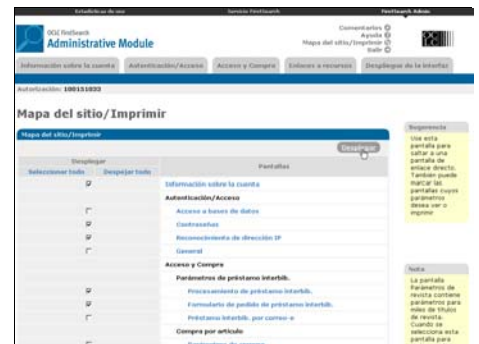 Estadísticas de uso
Servicio FirstSearch
FirstSearch Admin
OCLC FirstSearch
Administrative Module
Comentarios
Ayuda
Mapa del sitio/Imprimir
Salir
Información sobre la cuenta
Autenticación/Acceso
Acceso y Compra
Enlaces a recursos
Despliegue de la interfaz
Autorización: 100131033
Mapa del sitio/Imprimir
Mapa del sitio/Imprimir
Desplegar
Desplegar
Seleccionar todo
Despejar todo
Pantallas
Información sobre la cuenta
Autenticación/Acceso
Acceso a bases de datos
Contraseñas
Reconocimiento de dirección IP
General
Acceso y Compra
Parámetros de préstamo interbib.
Procesamiento de préstamo interbib.
Formulario de pedido de préstamo interbib.
Préstamo interbib. por correo-e
Compra por artículo
Sugerencia
Use esta
pantalla para
saltar a una
pantalla de
enlace directo.
También puede
marcar las
pantallas cuyos
parámetros
desea ver o
imprimir
Nota
La pantalla
Parámetros de
revista contiene
parámetros para
miles de títulos
de revista.
Cuando se
selecciona esta
pantalla para